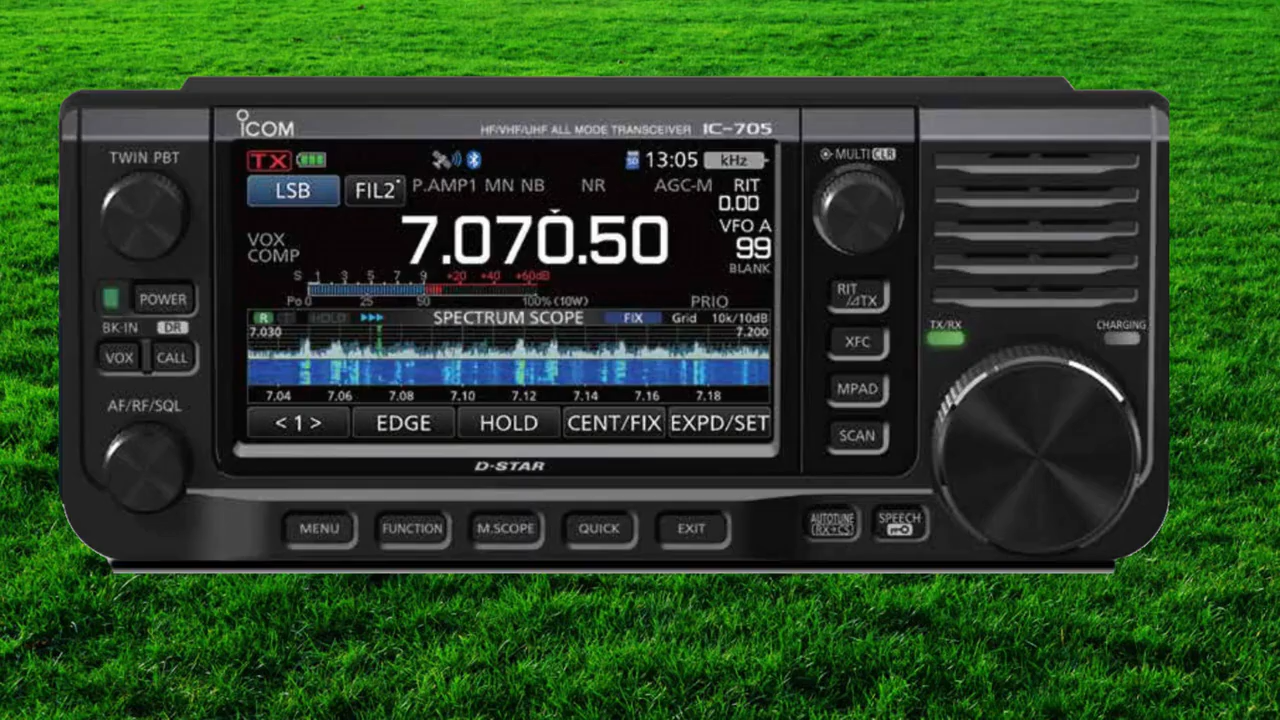 iCOM
HF/VHF/UHF ALL MODE TRANSCEIVER IC-705
TWIN PBT
POWER
BK-IN DR
VOX CALL
AF/RF/SQL
TX SD 13:05 kHz
LSB FIL2 P.AMP1 MN NB NR AGC-M RIT
0.00
7.070.50
VFO A
VOX
COMP
99
BLANK
S 1 3 5 7 9 +20 +40 +60dB
Po 0 25 50 100% (10W) PRIO
R HOLD SPECTRUM SCOPE FIX Grid 10k/10dB
7.030 7.200
7.04 7.06 7.08 7.10 7.12 7.14 7.16 7.18
< 1 > EDGE HOLD CENT/FIX EXPD/SET
D-STAR
MULTI CLR
RIT
/⊿TX
XFC
MPAD
SCAN
TX/RX CHARGING
MENU FUNCTION M.SCOPE QUICK EXIT
AUTOTUNE
RX→CS
SPEECH